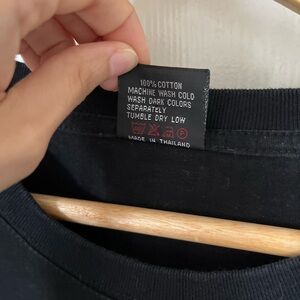 100% COTTON
MACHINE WASH COLD
WASH DARK COLORS
SEPARATELY
TUMBLE DRY LOW
MADE IN THAILAND